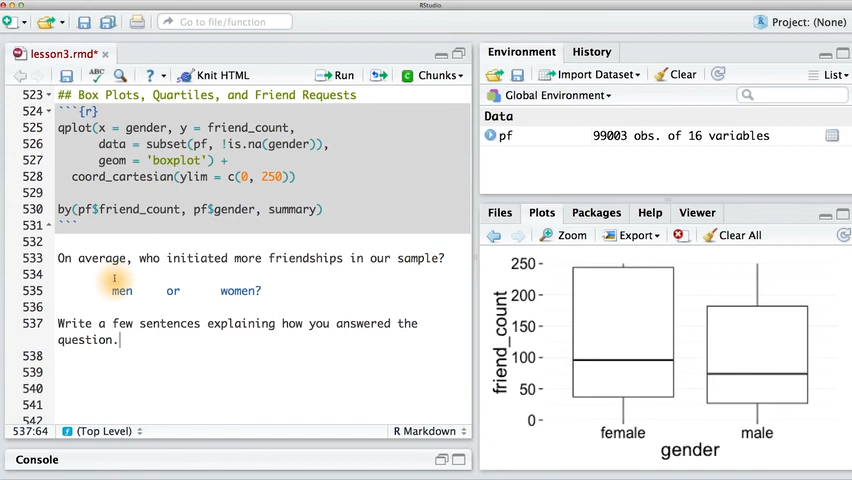 RStudio
Go to file/function
Project: (None)
lesson3.rmd*
ABC
Knit HTML
Run
Chunks
523 ## Box Plots, Quartiles, and Friend Requests
524 ```{r}
525 qplot(x = gender, y = friend_count,
526 data = subset(pf, !is.na(gender)),
527 geom = 'boxplot') +
528 coord_cartesian(ylim = c(0, 250))
529
530 by(pf$friend_count, pf$gender, summary)
531 ```
532
533 On average, who initiated more friendships in our sample?
534
535 men or women?
536
537 Write a few sentences explaining how you answered the
question.
538
539
540
541
542
537:64 (Top Level)
R Markdown
Console
Environment History
Import Dataset
Clear
List
Global Environment
Data
pf 99003 obs. of 16 variables
Files Plots Packages Help Viewer
Zoom
Export
Clear All
250
200
150
100
50
0
friend_count
female male
gender